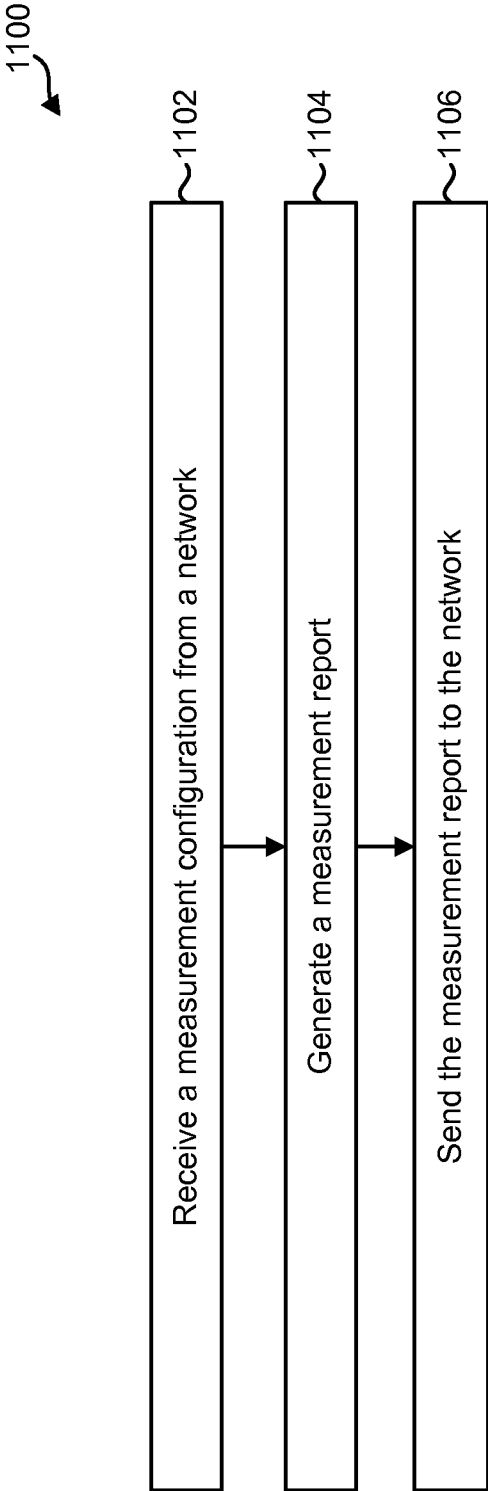 1100
Receive a measurement configuration from a network
1102
Generate a measurement report
1104
Send the measurement report to the network
1106